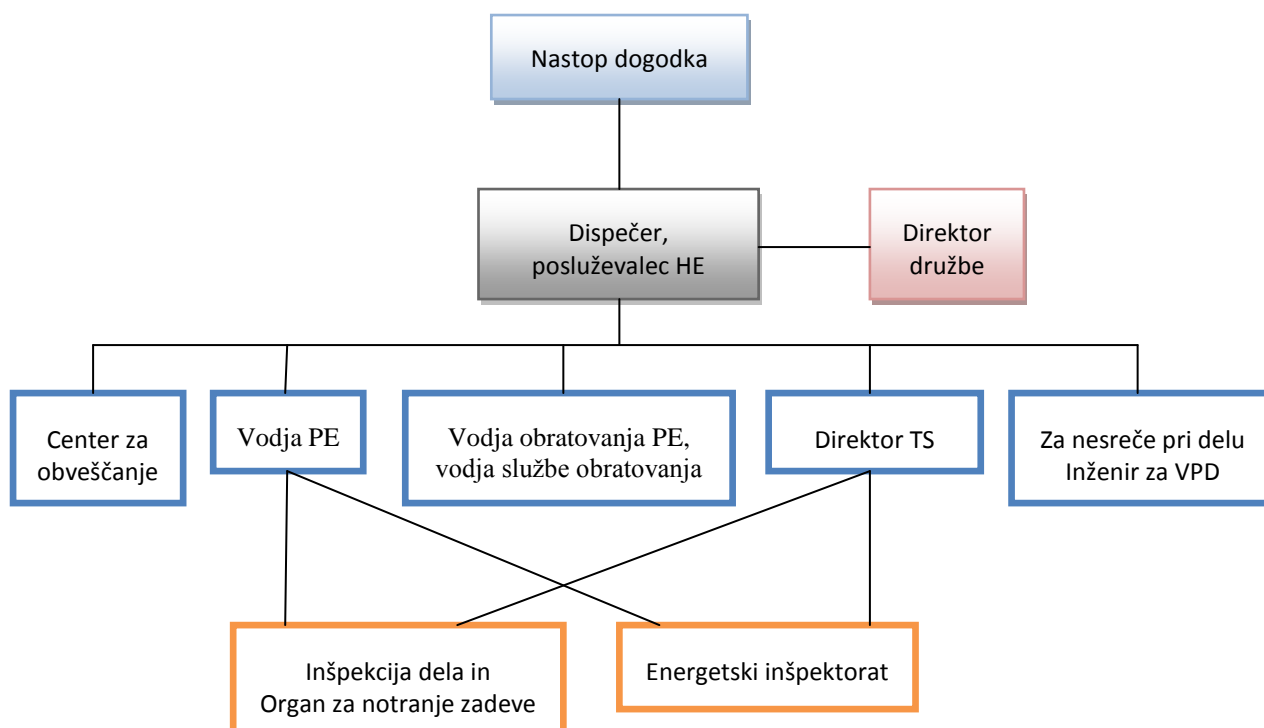 Nastop dogodka
Dispečer,
posluževalec HE
Direktor
družbe
Center za
obveščanje
Vodja PE
Vodja obratovanja PE,
vodja službe obratovanja
Direktor TS
Za nesreče pri delu
Inženir za VPD
Inšpekcija dela in
Organ za notranje zadeve
Energetski inšpektorat